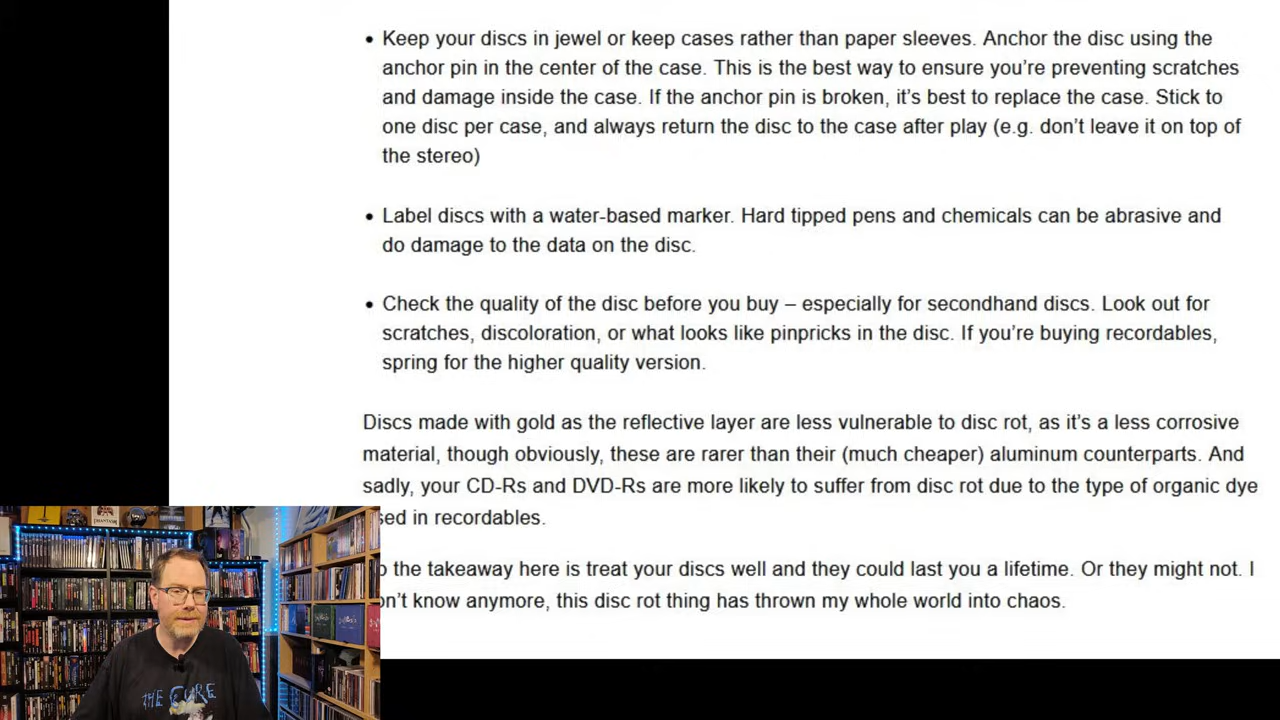 • Keep your discs in jewel or keep cases rather than paper sleeves. Anchor the disc using the
anchor pin in the center of the case. This is the best way to ensure you’re preventing scratches
and damage inside the case. If the anchor pin is broken, it’s best to replace the case. Stick to
one disc per case, and always return the disc to the case after play (e.g. don’t leave it on top of
the stereo)
• Label discs with a water-based marker. Hard tipped pens and chemicals can be abrasive and
do damage to the data on the disc.
• Check the quality of the disc before you buy – especially for secondhand discs. Look out for
scratches, discoloration, or what looks like pinpricks in the disc. If you’re buying recordables,
spring for the higher quality version.
Discs made with gold as the reflective layer are less vulnerable to disc rot, as it’s a less corrosive
material, though obviously, these are rarer than their (much cheaper) aluminum counterparts. And
sadly, your CD-Rs and DVD-Rs are more likely to suffer from disc rot due to the type of organic dye
sed in recordables.
o the takeaway here is treat your discs well and they could last you a lifetime. Or they might not. I
on’t know anymore, this disc rot thing has thrown my whole world into chaos.
THE CURE